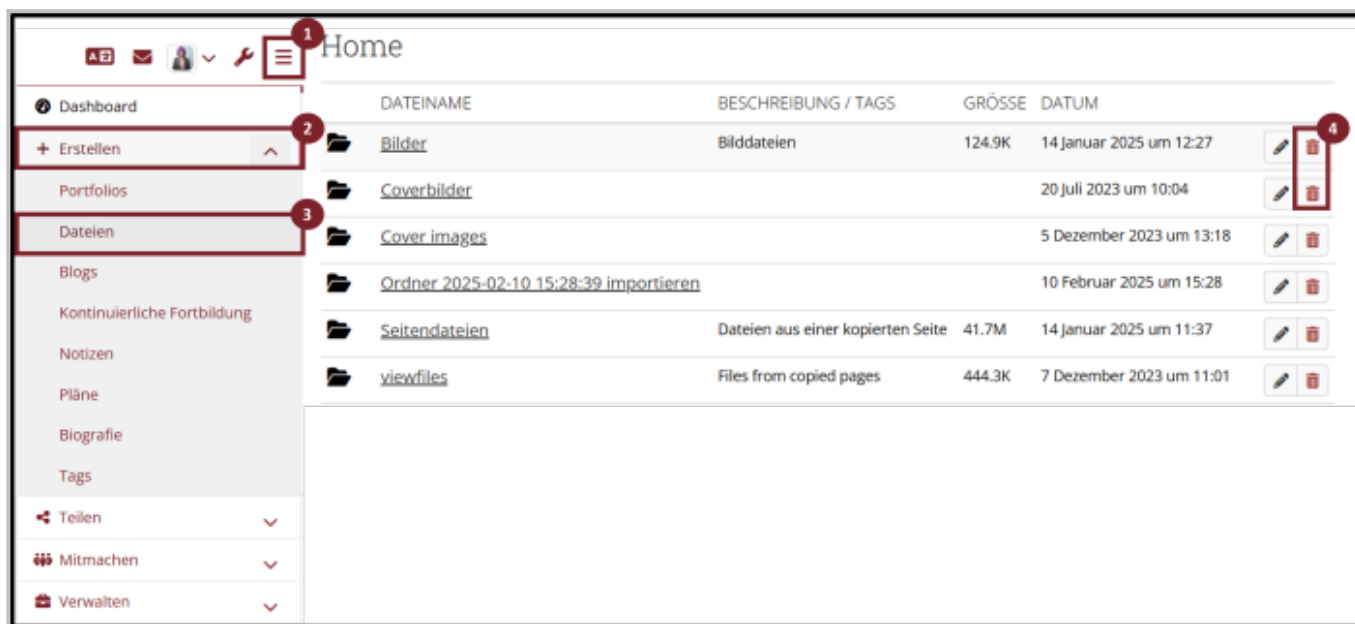 1
Home
Dashboard
DATEINAME BESCHREIBUNG / TAGS GRÖSSE DATUM
2
4
Erstellen
Bilder Bilddateien 124.9K 14 Januar 2025 um 12:27
Portfolios
Coverbilder 20 Juli 2023 um 10:04
3
Dateien
Cover images 5 Dezember 2023 um 13:18
Blogs
Ordner 2025-02-10 15:28:39 importieren 10 Februar 2025 um 15:28
Kontinuierliche Fortbildung
Seitendateien Dateien aus einer kopierten Seite 41.7M 14 Januar 2025 um 11:37
Notizen
viewfiles Files from copied pages 444.3K 7 Dezember 2023 um 11:01
Pläne
Biografie
Tags
Teilen
Mitmachen
Verwalten